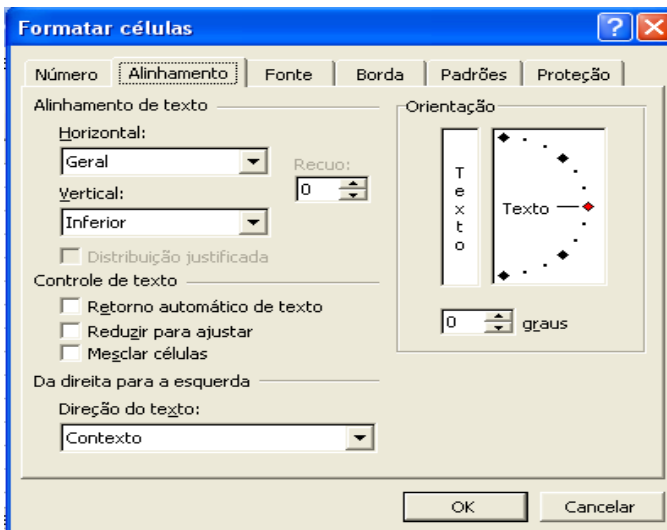 Formatar células
Número Alinhamento Fonte Borda Padrões Proteção
Alinhamento de texto
Horizontal:
Geral
Recuo:
0
Vertical:
Inferior
Distribuição justificada
Controle de texto
Retorno automático de texto
Reduzir para ajustar
Mesclar células
Da direita para a esquerda
Direção do texto:
Contexto
Orientação
Texto
Texto
0 graus
OK Cancelar